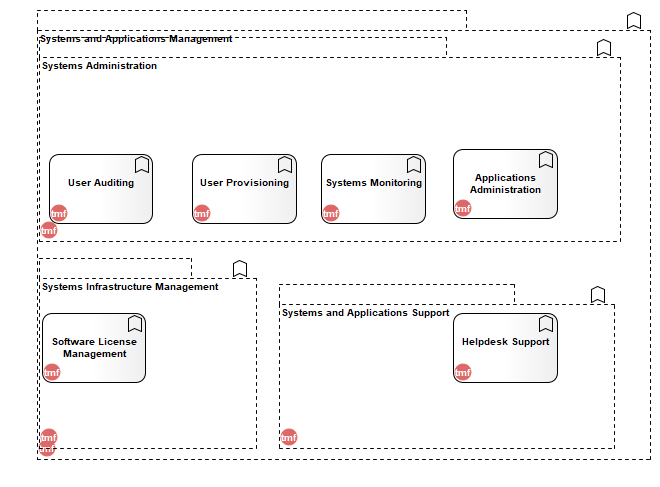 Systems and Applications Management
Systems Administration
User Auditing
tmf
User Provisioning
tmf
Systems Monitoring
tmf
Applications
Administration
tmf
tmf
Systems Infrastructure Management
Software License
Management
tmf
tmf
tmf
Systems and Applications Support
Helpdesk Support
tmf
tmf